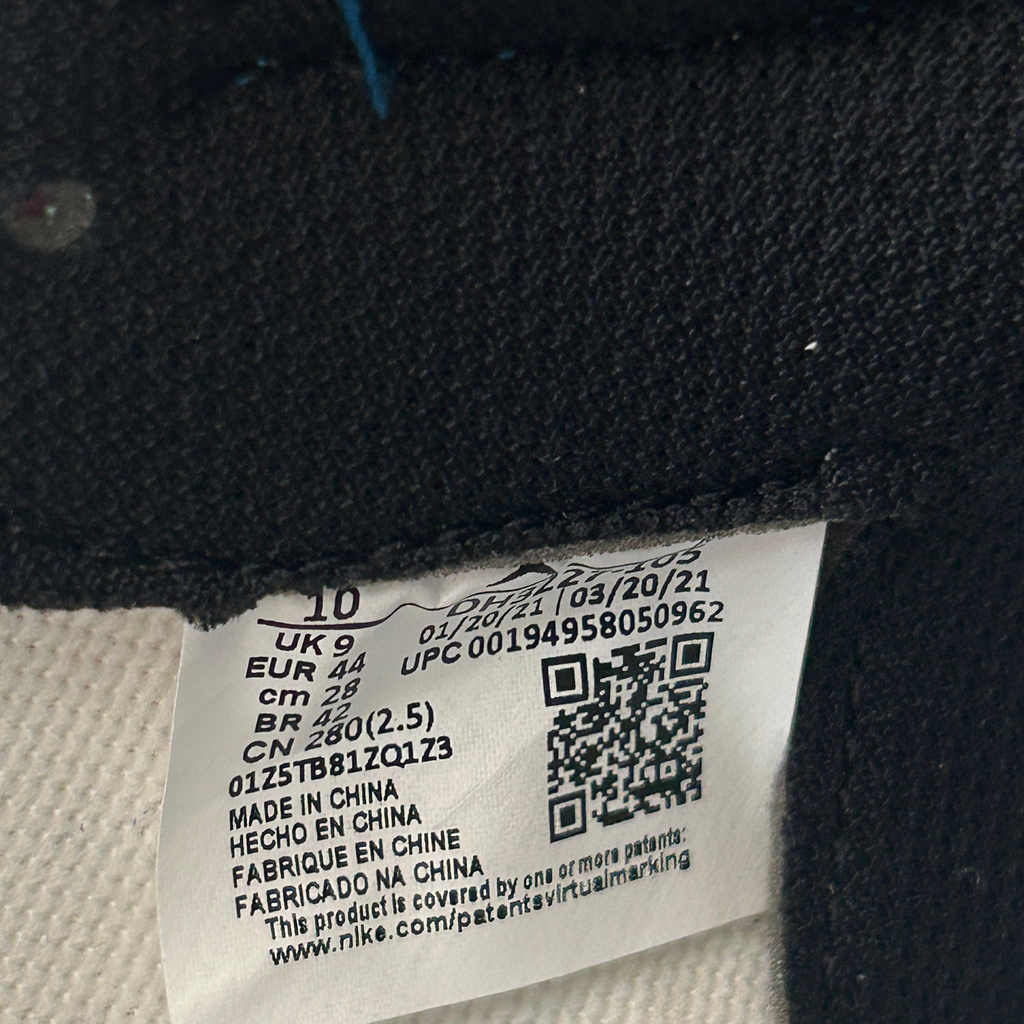 10
UK 9
EUR 44
cm 28
BR 42
CN 280(2.5)
01Z5TB81ZQ1Z3
01/20/21 03/20/21
UPC 00194958050962
MADE IN CHINA
HECHO EN CHINA
FABRIQUE EN CHINE
FABRICADO NA CHINA
This product is covered by one or more patents:
www.nike.com/patentsvirtualmarking